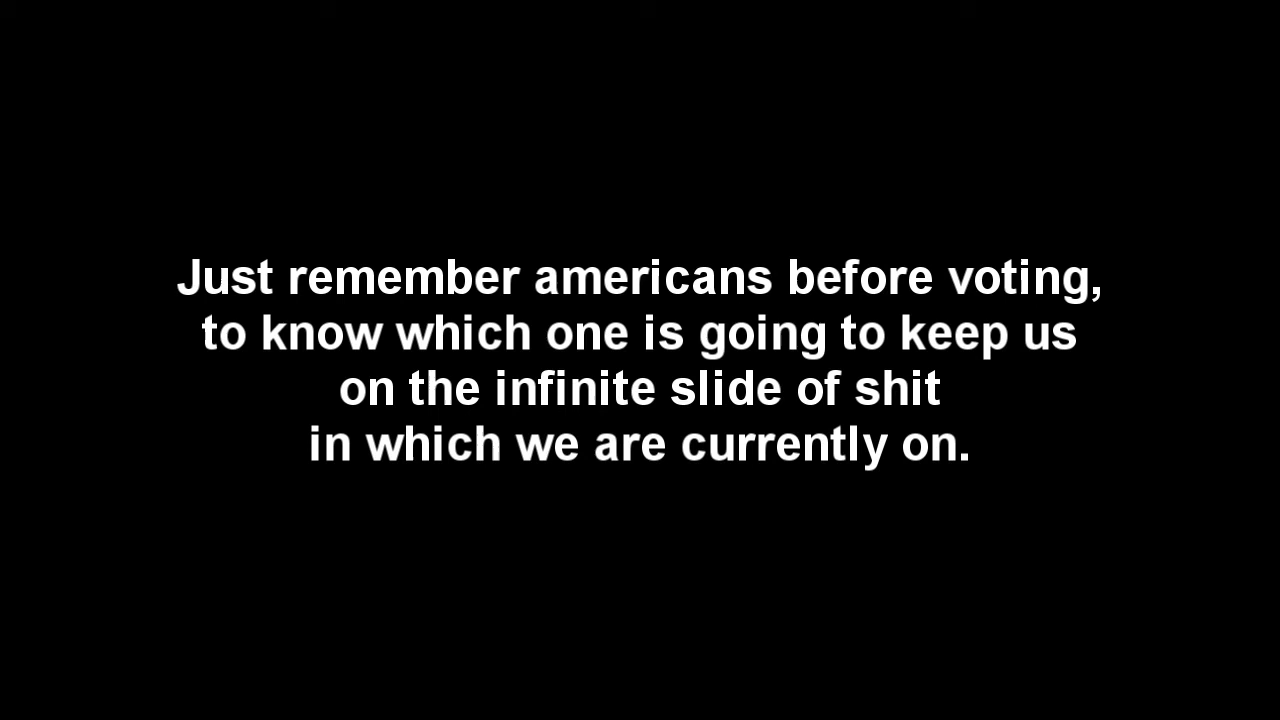 Just remember americans before voting,
to know which one is going to keep us
on the infinite slide of shit
in which we are currently on.